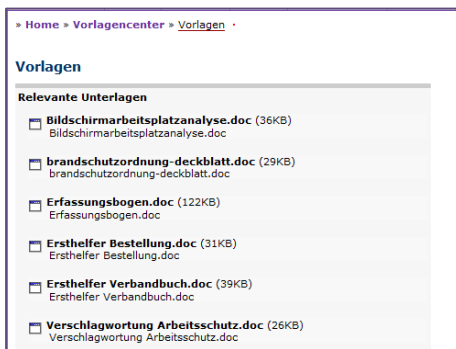 » Home » Vorlagencenter » Vorlagen
Vorlagen
Relevante Unterlagen
Bildschirmarbeitsplatzanalyse.doc (36KB)
Bildschirmarbeitsplatzanalyse.doc
brandschutzordnung-deckblatt.doc (29KB)
brandschutzordnung-deckblatt.doc
Erfassungsbogen.doc (122KB)
Erfassungsbogen.doc
Ersthelfer Bestellung.doc (31KB)
Ersthelfer Bestellung.doc
Ersthelfer Verbandbuch.doc (39KB)
Ersthelfer Verbandbuch.doc
Verschlagwortung Arbeitsschutz.doc (26KB)
Verschlagwortung Arbeitsschutz.doc